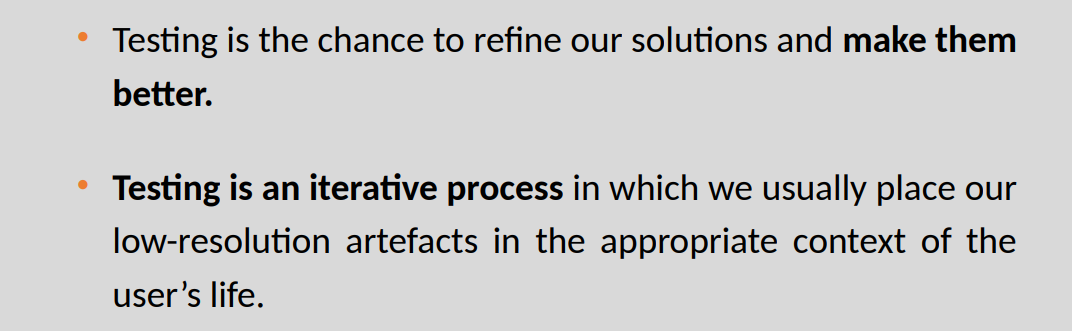 • Testing is the chance to refine our solutions and make them
better.
• Testing is an iterative process in which we usually place our
low-resolution artefacts in the appropriate context of the
user’s life.